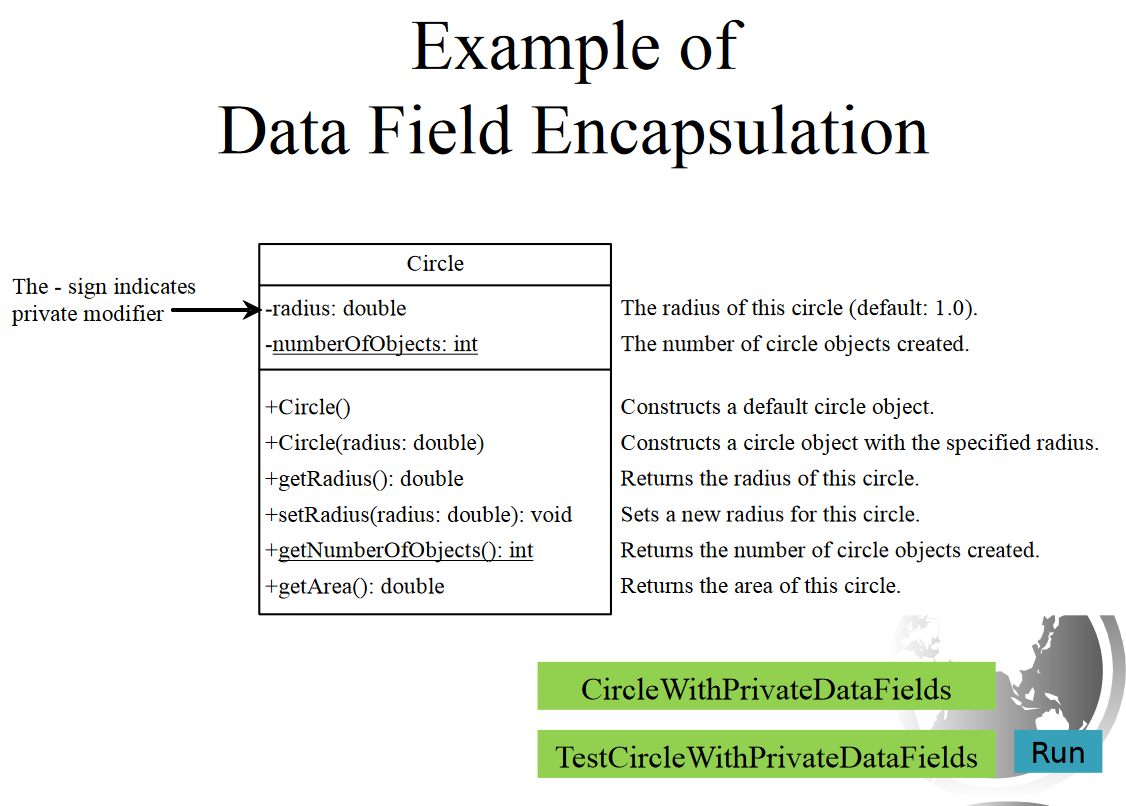 Example of
Data Field Encapsulation
The - sign indicates
private modifier
Circle
-radius: double
The radius of this circle (default: 1.0).
-numberOfObjects: int
The number of circle objects created.
+Circle()
Constructs a default circle object.
+Circle(radius: double)
Constructs a circle object with the specified radius.
+getRadius(): double
Returns the radius of this circle.
+setRadius(radius: double): void
Sets a new radius for this circle.
+getNumberOfObjects(): int
Returns the number of circle objects created.
+getArea(): double
Returns the area of this circle.
CircleWithPrivateDataFields
TestCircleWithPrivateDataFields
Run